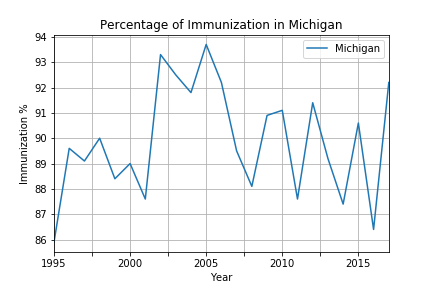 Percentage of Immunization in Michigan
94
93
92
91
90
89
88
87
86
Immunization %
Michigan
1995 2000 2005 2010 2015
Year